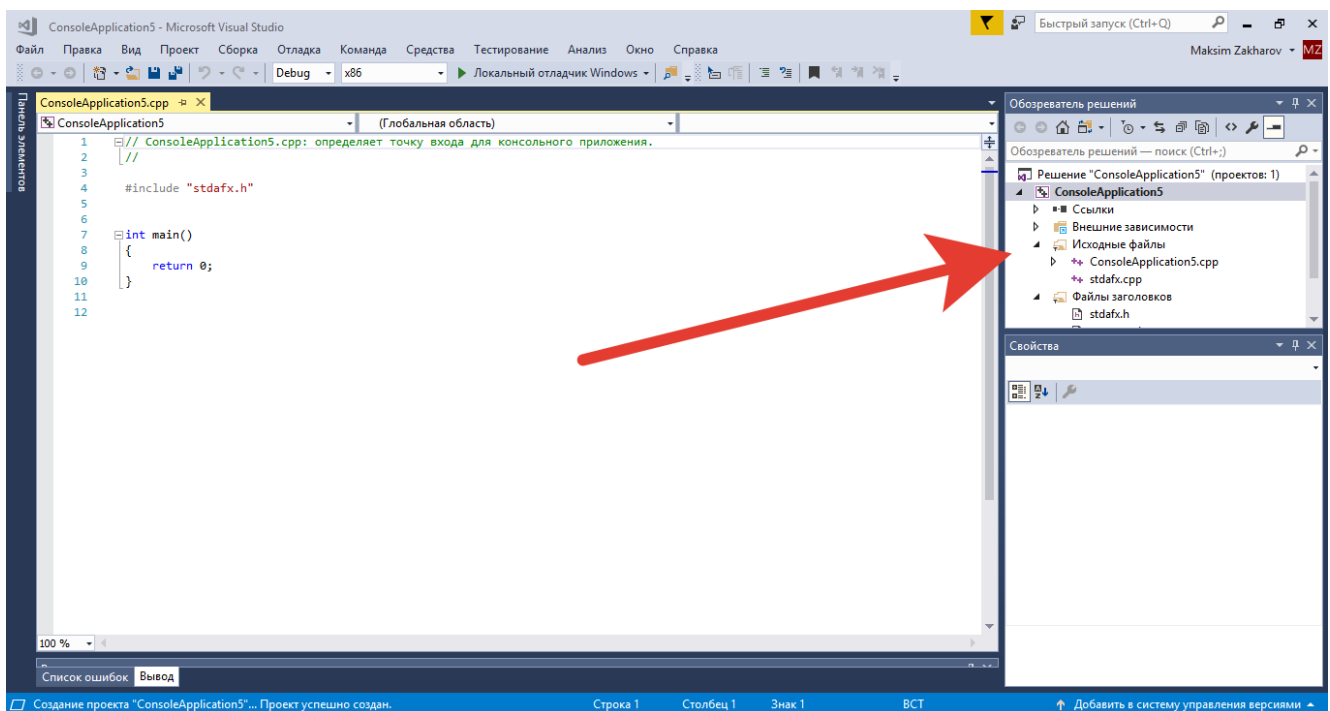 ConsoleApplication5 - Microsoft Visual Studio
Быстрый запуск (Ctrl+Q)
Файл Правка Вид Проект Сборка Отладка Команда Средства Тестирование Анализ Окно Справка
Maksim Zakharov MZ
Debug x86 Локальный отладчик Windows
Панель элементов
ConsoleApplication5.cpp
ConsoleApplication5 (Глобальная область)
1 // ConsoleApplication5.cpp: определяет точку входа для консольного приложения.
2 //
3
4 #include "stdafx.h"
5
6
7 int main()
8 {
9 return 0;
10 }
11
12
100 %
Список ошибок Вывод
Обозреватель решений
Обозреватель решений — поиск (Ctrl+;)
Решение "ConsoleApplication5" (проектов: 1)
ConsoleApplication5
Ссылки
Внешние зависимости
Исходные файлы
ConsoleApplication5.cpp
stdafx.cpp
Файлы заголовков
stdafx.h
Свойства
Создание проекта "ConsoleApplication5"... Проект успешно создан. Строка 1 Столбец 1 Знак 1 ВСТ Добавить в систему управления версиями